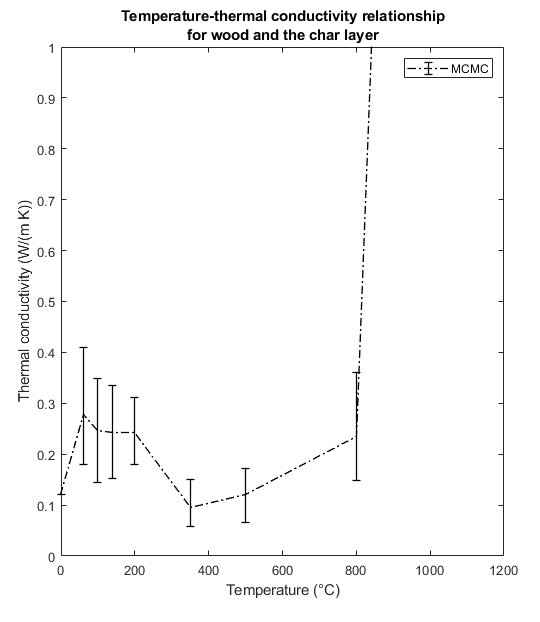 Temperature-thermal conductivity relationship
for wood and the char layer
MCMC
Thermal conductivity (W/(m K))
1
0.9
0.8
0.7
0.6
0.5
0.4
0.3
0.2
0.1
0
0 200 400 600 800 1000 1200
Temperature (°C)